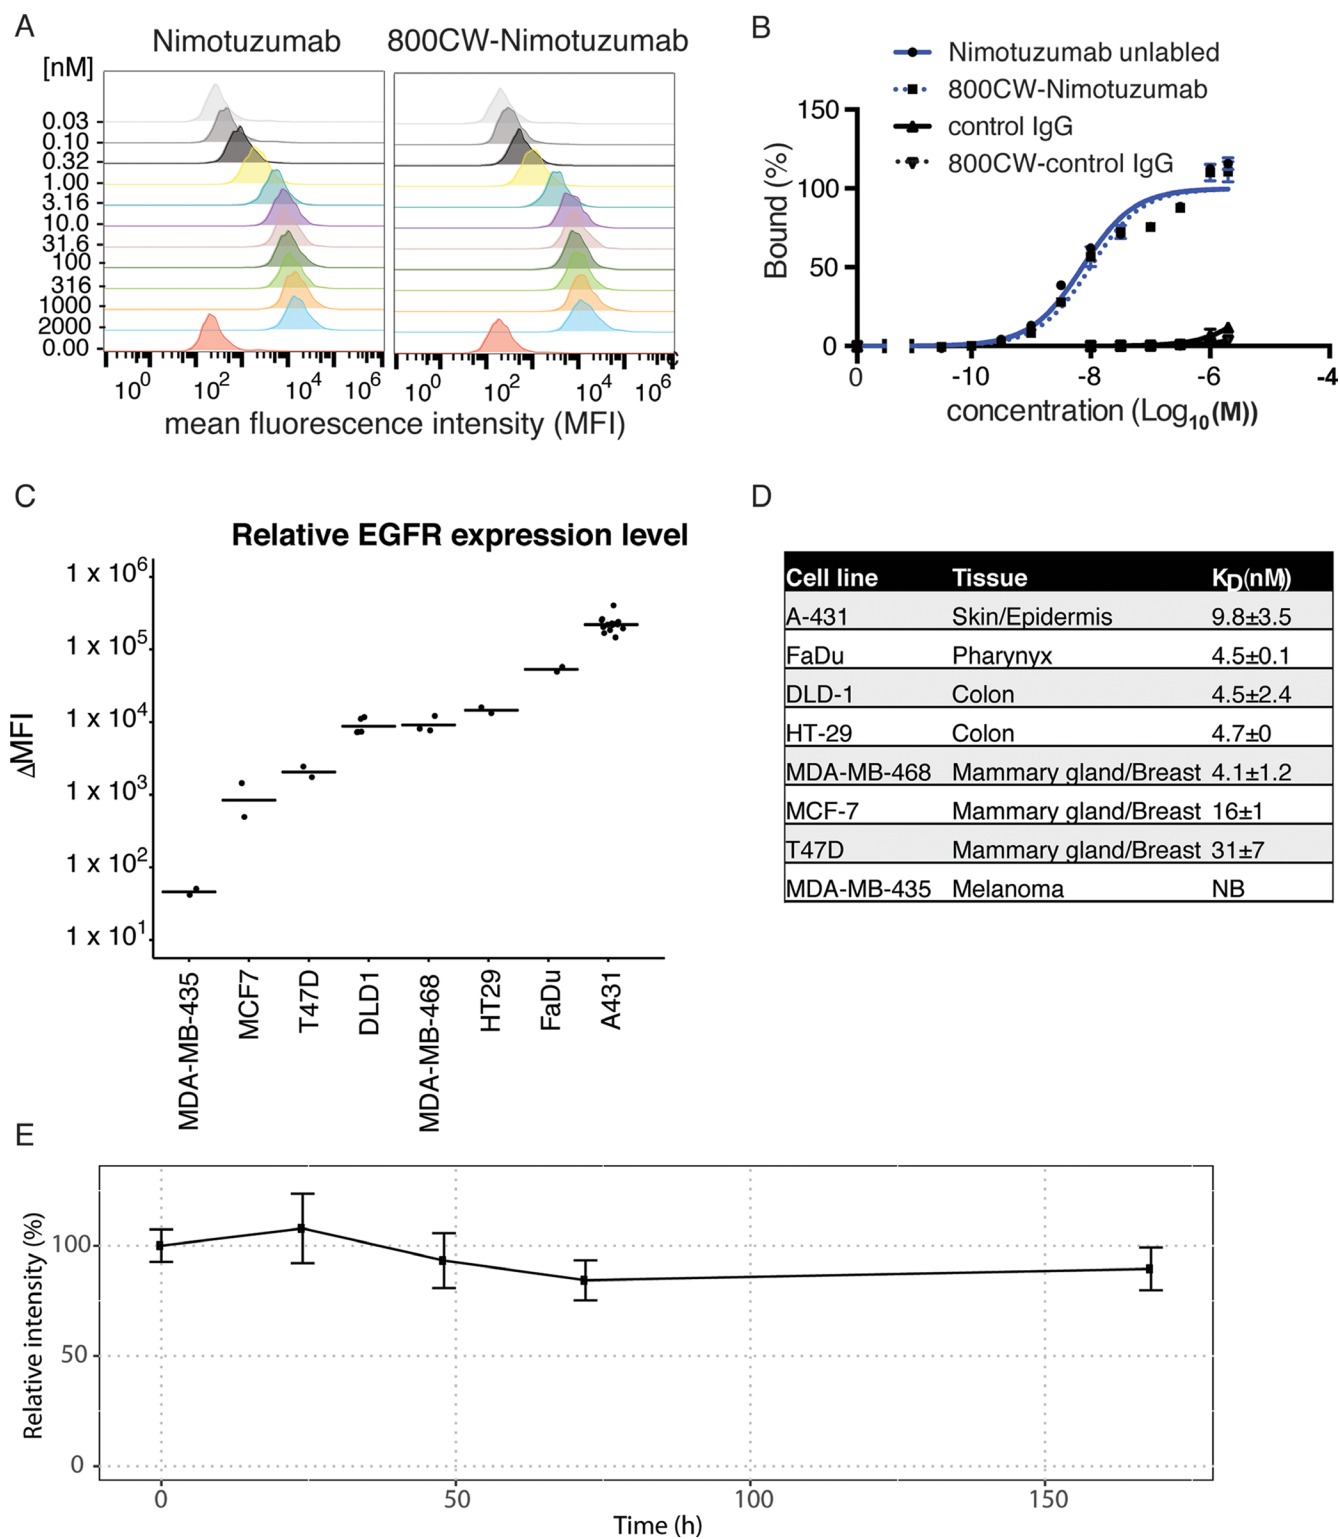 A
Nimotuzumab
800CW-Nimotuzumab
[nM]
0.03
0.10
0.32
1.00
3.16
10.0
31.6
100
316
1000
2000
0.00
10^0 10^2 10^4 10^6
10^0 10^2 10^4 10^6
mean fluorescence intensity (MFI)
B
Nimotuzumab unlabled
800CW-Nimotuzumab
control IgG
800CW-control IgG
Bound (%)
150
100
50
0
0 -10 -8 -6 -4
concentration (Log10(M))
C
Relative EGFR expression level
ΔMFI
1 x 10^6
1 x 10^5
1 x 10^4
1 x 10^3
1 x 10^2
1 x 10^1
MDA-MB-435
MCF7
T47D
DLD1
MDA-MB-468
HT29
FaDu
A431
D
Cell line Tissue KD(nM)
A-431 Skin/Epidermis 9.8±3.5
FaDu Pharynyx 4.5±0.1
DLD-1 Colon 4.5±2.4
HT-29 Colon 4.7±0
MDA-MB-468 Mammary gland/Breast 4.1±1.2
MCF-7 Mammary gland/Breast 16±1
T47D Mammary gland/Breast 31±7
MDA-MB-435 Melanoma NB
E
Relative intensity (%)
100
50
0
0 50 100 150
Time (h)